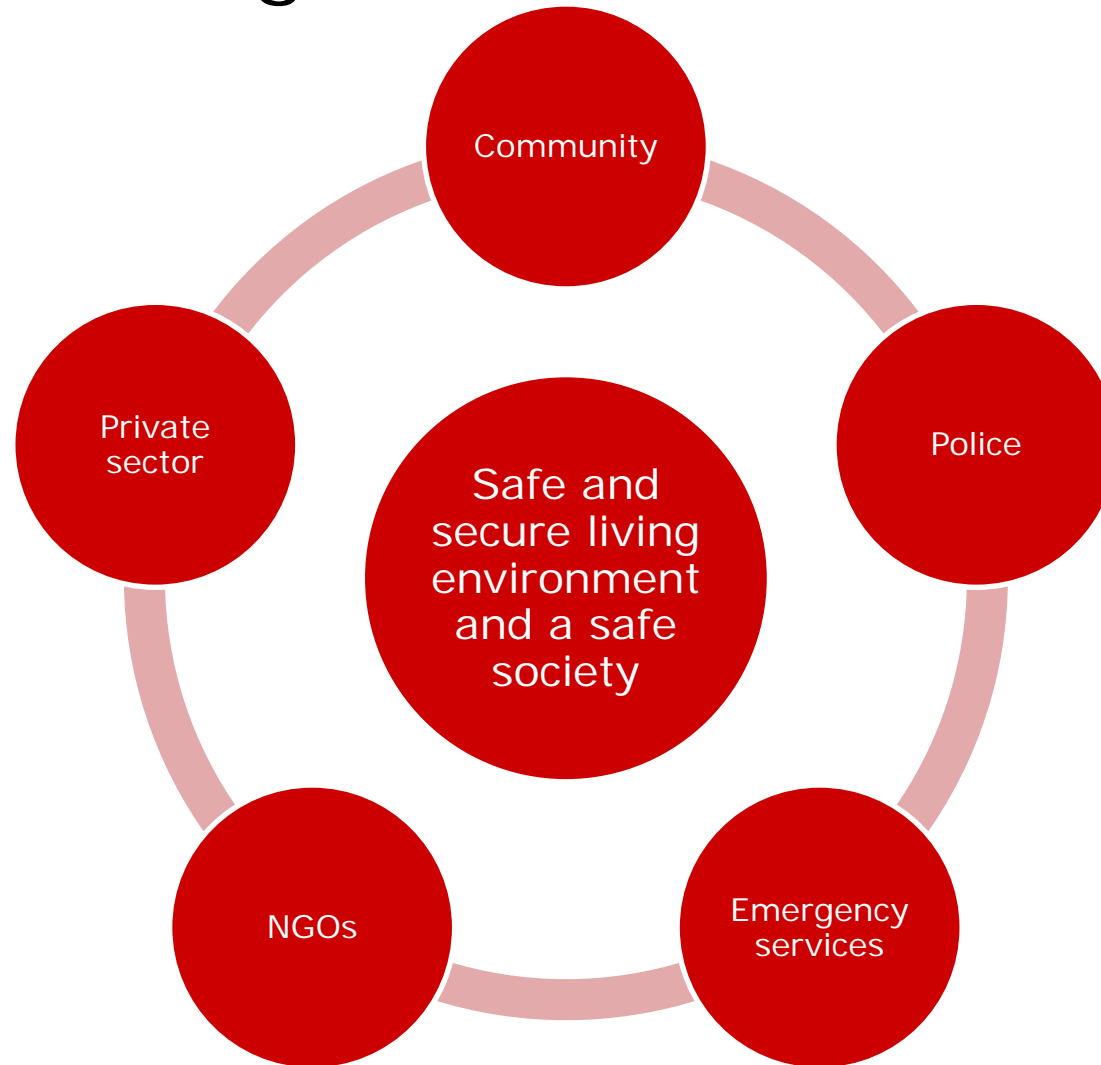 Community
Police
Emergency
services
NGOs
Private
sector
Safe and
secure living
environment
and a safe
society